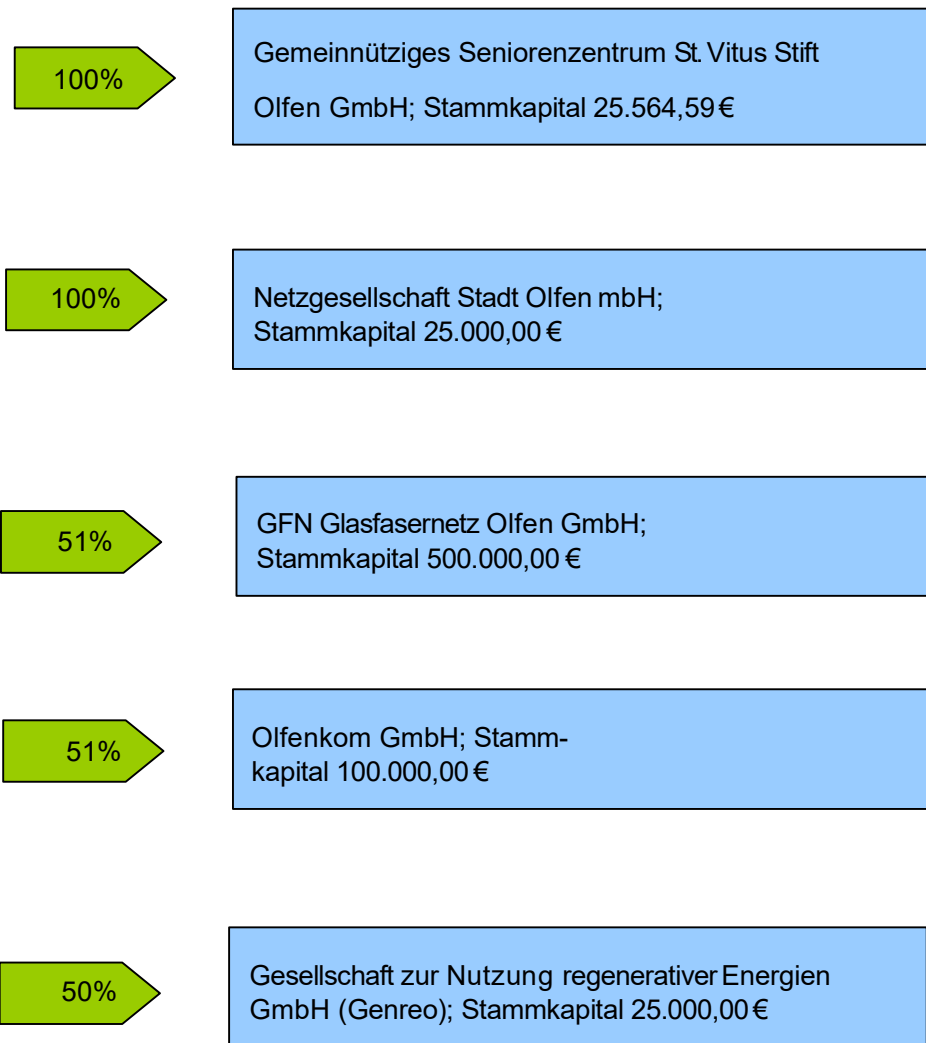 100%
Gemeinnütziges Seniorenzentrum St. Vitus Stift
Olfen GmbH; Stammkapital 25.564,59 €
100%
Netzgesellschaft Stadt Olfen mbH;
Stammkapital 25.000,00 €
51%
GFN Glasfasernetz Olfen GmbH;
Stammkapital 500.000,00 €
51%
Olfenkom GmbH; Stamm-
kapital 100.000,00 €
50%
Gesellschaft zur Nutzung regenerativer Energien
GmbH (Genreo); Stammkapital 25.000,00 €